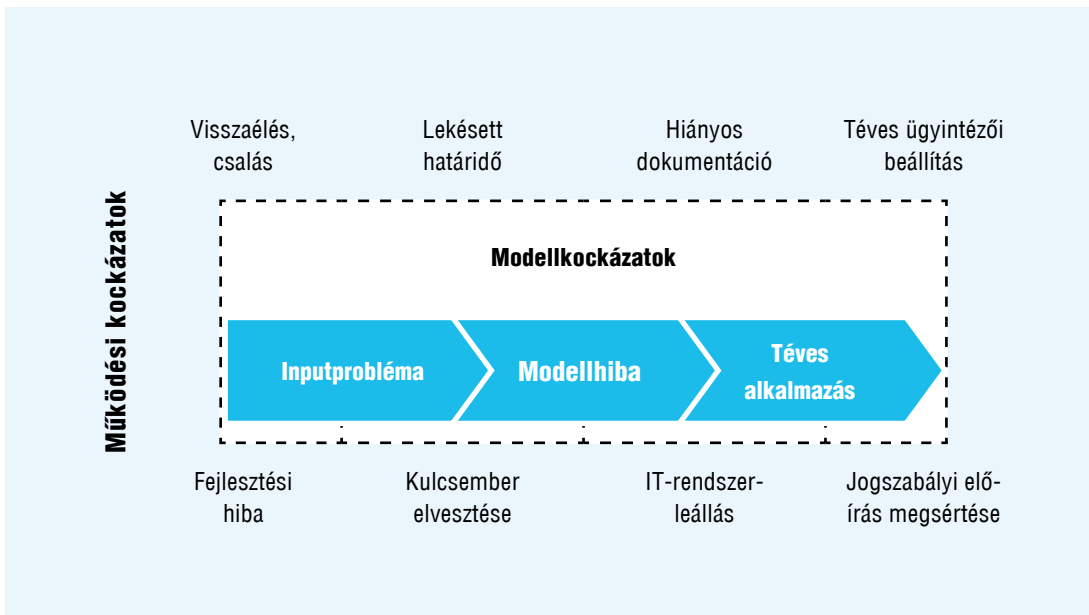 Működési kockázatok
Visszaélés,
csalás
Lekésett
határidő
Hiányos
dokumentáció
Téves ügyintézői
beállítás
Modellkockázatok
Inputprobléma
Modellhiba
Téves
alkalmazás
Fejlesztési
hiba
Kulcsember
elvesztése
IT-rendszer-
leállás
Jogszabályi elő-
írás megsértése